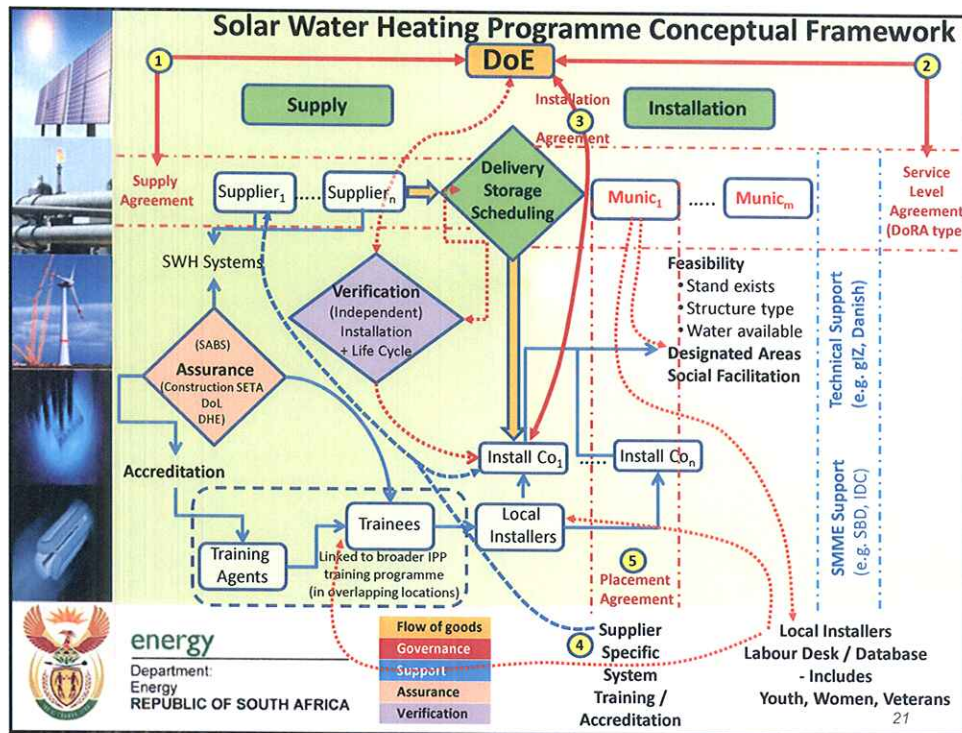 Solar Water Heating Programme Conceptual Framework
1
DoE
2
Supply
Installation
3
Agreement
Installation
Supply
Agreement
Supplier1
.....
Suppliern
Delivery
Storage
Scheduling
Munic1
.....
Municm
Service
Level
Agreement
(DoRA type)
SWH Systems
Verification
(Independent)
Installation
+ Life Cycle
Feasibility
• Stand exists
• Structure type
• Water available
Designated Areas
Social Facilitation
Technical Support
(e.g. gIZ, Danish)
(SABS)
Assurance
(Construction SETA
DoL
DHE)
Accreditation
Install Co1
.....
Install Con
SMME Support
(e.g. SBD, IDC)
Training
Agents
Trainees
Linked to broader IPP
training programme
(in overlapping locations)
Local
Installers
5
Placement
Agreement
energy
Department:
Energy
REPUBLIC OF SOUTH AFRICA
Flow of goods
Governance
Support
Assurance
Verification
4
Supplier
Specific
System
Training /
Accreditation
Local Installers
Labour Desk / Database
- Includes
Youth, Women, Veterans
21